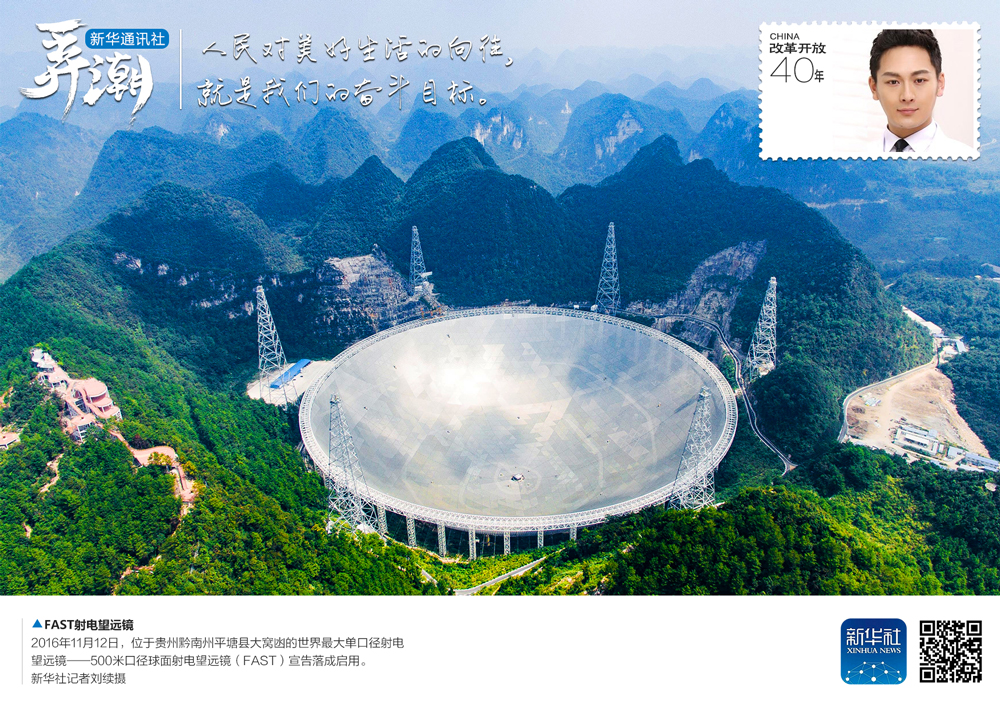 弄潮
新华通讯社
人民对美好生活的向往，
就是我们的奋斗目标。
CHINA
改革开放
40年
FAST射电望远镜
2016年11月12日，位于贵州黔南州平塘县大窝凼的世界最大单口径射电
望远镜——500米口径球面射电望远镜（FAST）宣告落成启用。
新华社记者刘续摄
新华社
XINHUA NEWS